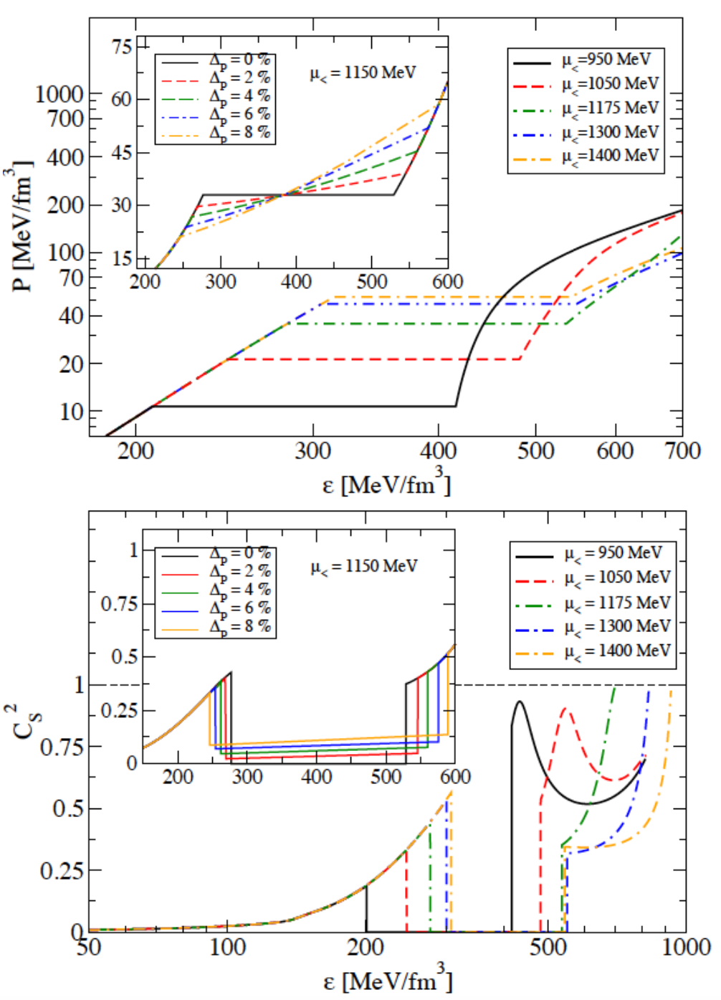 75
60
45
30
15
200 300 400 500 600
Δp = 0 %
Δp = 2 %
Δp = 4 %
Δp = 6 %
Δp = 8 %
μ< = 1150 MeV
μ<=950 MeV
μ<=1050 MeV
μ<=1175 MeV
μ<=1300 MeV
μ<=1400 MeV
1000
700
400
200
100
70
40
20
10
P [MeV/fm³]
200 300 400 500 600 700
ε [MeV/fm³]
1
0.75
0.5
0.25
0
200 300 400 500 600
Δp = 0 %
Δp = 2 %
Δp = 4 %
Δp = 6 %
Δp = 8 %
μ< = 1150 MeV
μ< = 950 MeV
μ< = 1050 MeV
μ< = 1175 MeV
μ< = 1300 MeV
μ< = 1400 MeV
1
0.75
0.5
0.25
0
Cₛ²
50 100 200 500 1000
ε [MeV/fm³]